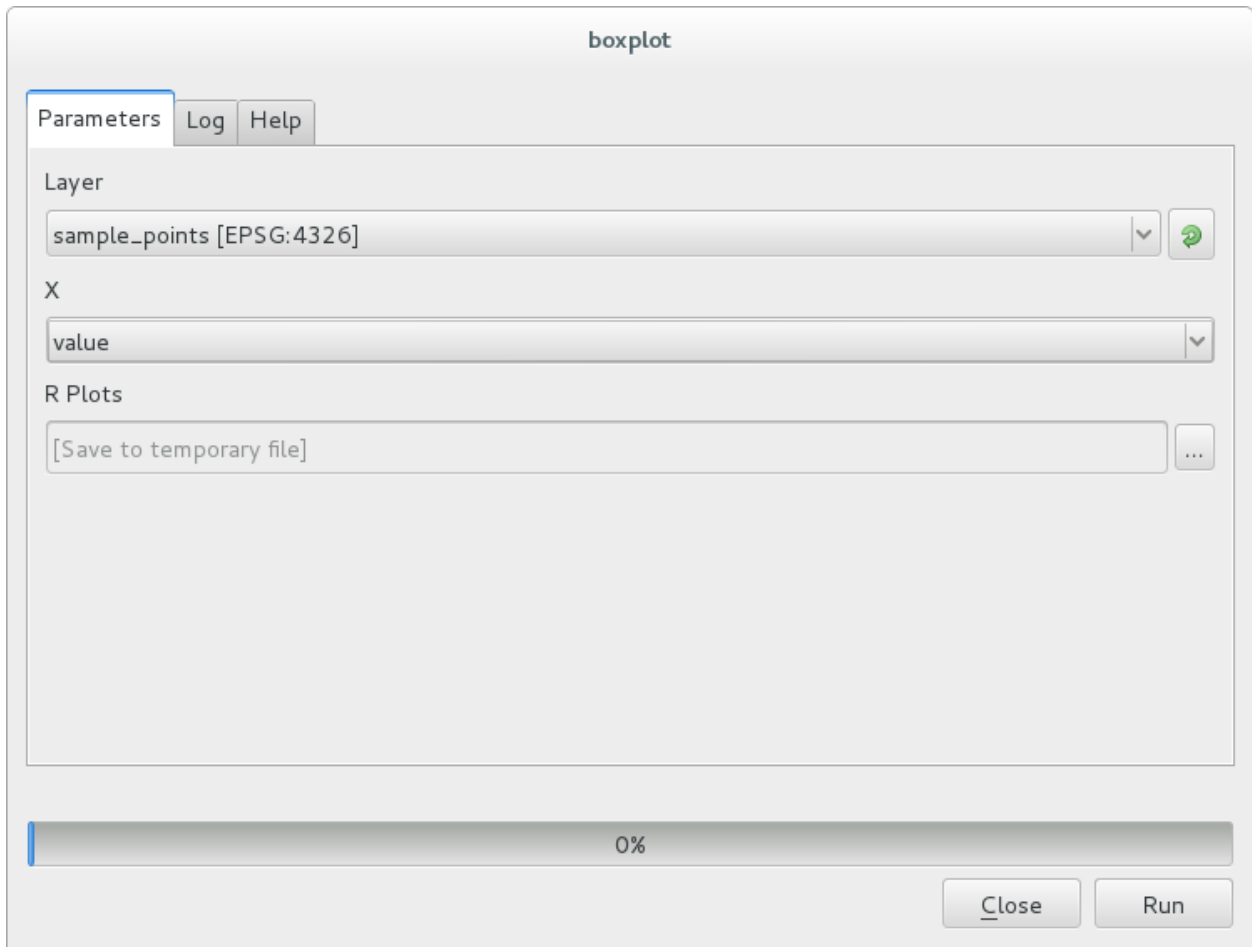 boxplot
Parameters Log Help
Layer
sample_points [EPSG:4326]
X
value
R Plots
[Save to temporary file]
...
0%
Close Run